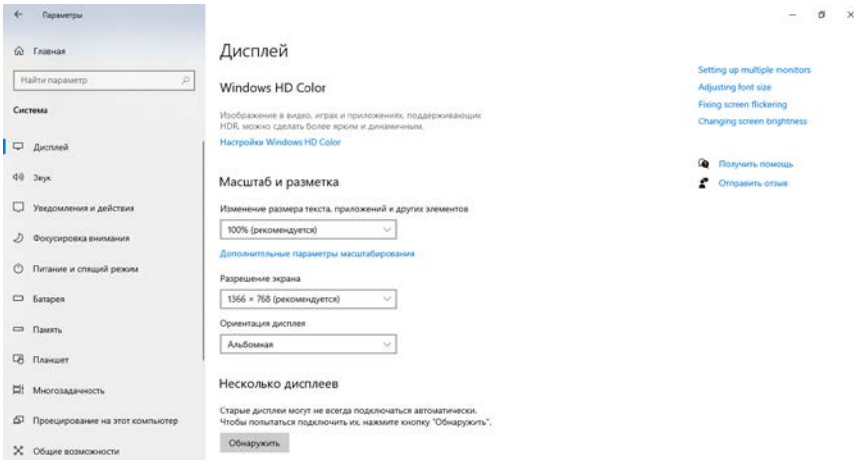 Параметры
Главная
Найти параметр
Система
Дисплей
Звук
Уведомления и действия
Фокусировка внимания
Питание и спящий режим
Батарея
Память
Планшет
Многозадачность
Проецирование на этот компьютер
Общие возможности
Дисплей
Windows HD Color
Изображение в видео, играх и приложениях, поддерживающих
HDR, можно сделать более ярким и динамичным.
Настройки Windows HD Color
Масштаб и разметка
Изменение размера текста, приложений и других элементов
100% (рекомендуется)
Дополнительные параметры масштабирования
Разрешение экрана
1366 × 768 (рекомендуется)
Ориентация дисплея
Альбомная
Несколько дисплеев
Старые дисплеи могут не всегда подключаться автоматически.
Чтобы попытаться подключить их, нажмите кнопку "Обнаружить".
Обнаружить
Setting up multiple monitors
Adjusting font size
Fixing screen flickering
Changing screen brightness
Получить помощь
Отправить отзыв